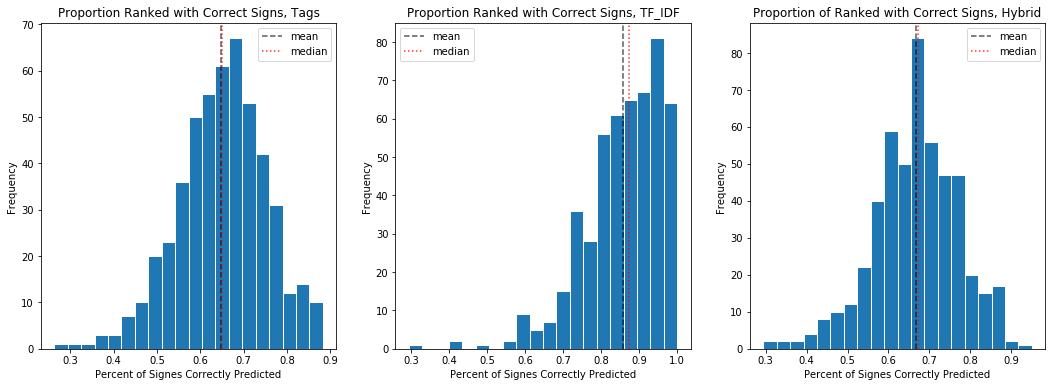 Proportion Ranked with Correct Signs, Tags
70
60
50
40
30
20
10
0
Frequency
mean
median
0.3 0.4 0.5 0.6 0.7 0.8 0.9
Percent of Signes Correctly Predicted
Proportion Ranked with Correct Signs, TF_IDF
80
70
60
50
40
30
20
10
0
Frequency
mean
median
0.3 0.4 0.5 0.6 0.7 0.8 0.9 1.0
Percent of Signes Correctly Predicted
Proportion of Ranked with Correct Signs, Hybrid
80
70
60
50
40
30
20
10
0
Frequency
mean
median
0.3 0.4 0.5 0.6 0.7 0.8 0.9
Percent of Signes Correctly Predicted